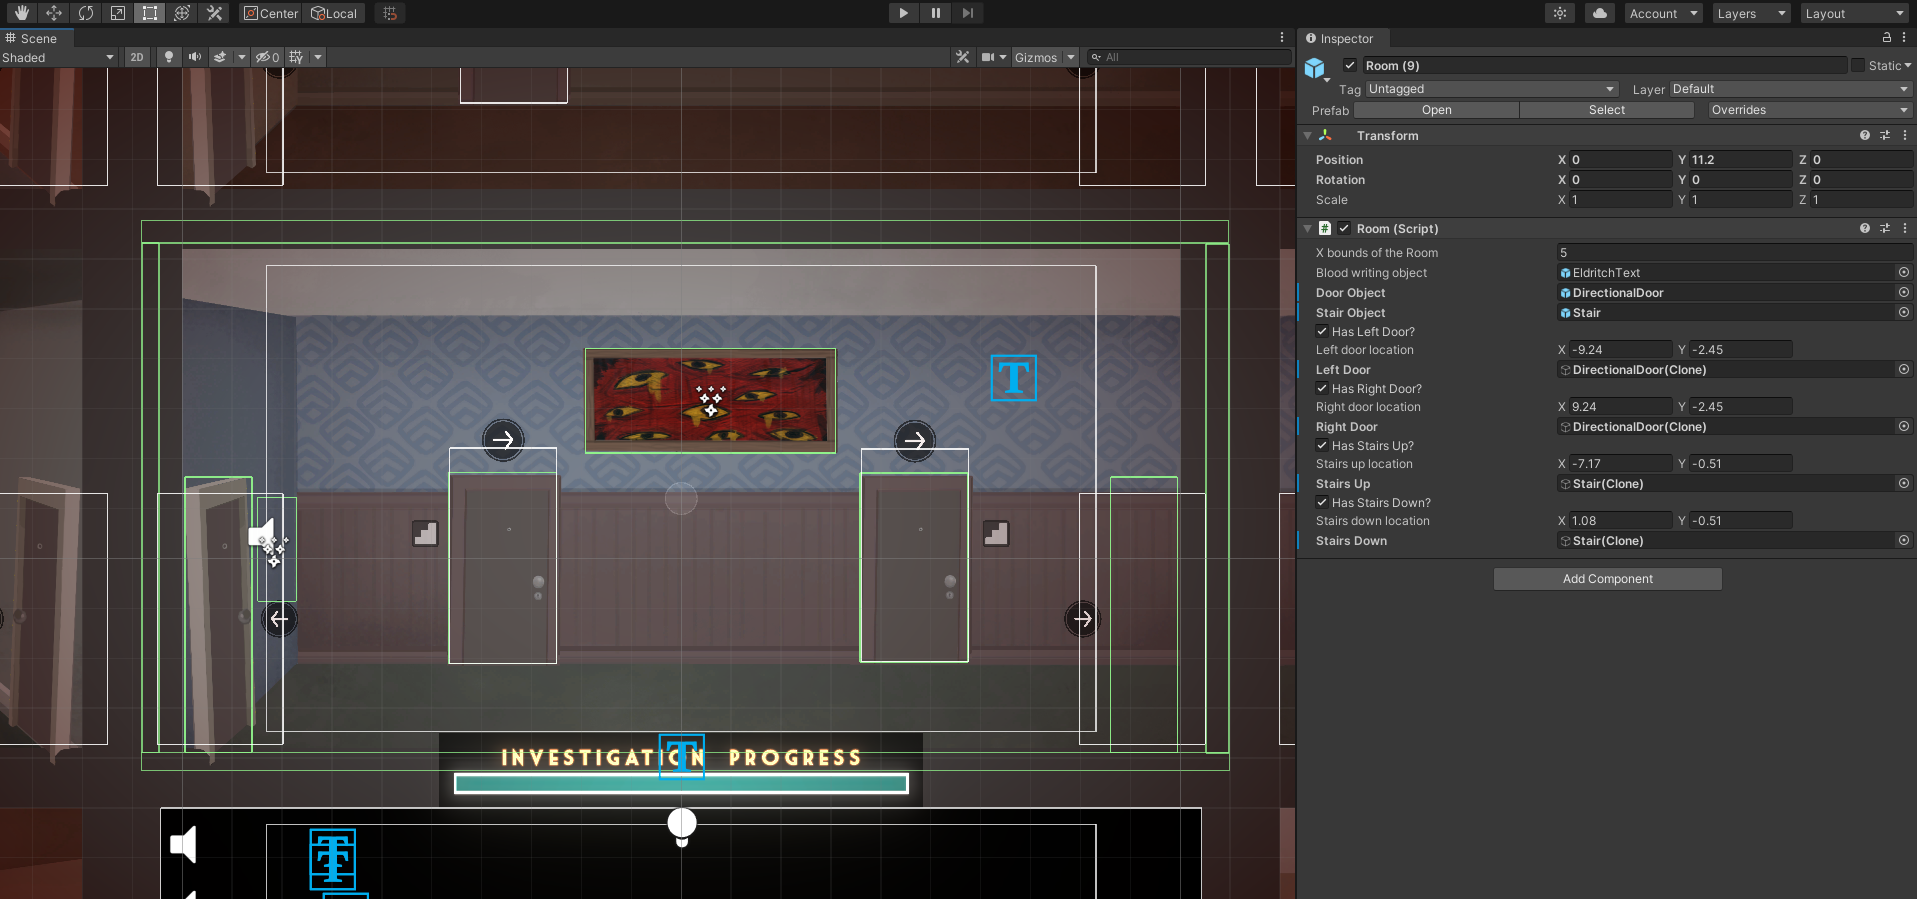 Center
Local
Account
Layers
Layout
Scene
Inspector
Shaded
2D
0
Gizmos
All
Room (9)
Static
Tag
Untagged
Layer
Default
Prefab
Open
Select
Overrides
Transform
Position
X 0
Y 11.2
Z 0
Rotation
X 0
Y 0
Z 0
Scale
X 1
Y 1
Z 1
# Room (Script)
X bounds of the Room
5
Blood writing object
EldritchText
Door Object
DirectionalDoor
Stair Object
Stair
Has Left Door?
Left door location
X -9.24
Y -2.45
Left Door
DirectionalDoor(Clone)
Has Right Door?
Right door location
X 9.24
Y -2.45
Right Door
DirectionalDoor(Clone)
Has Stairs Up?
Stairs up location
X -7.17
Y -0.51
Stairs Up
Stair(Clone)
Has Stairs Down?
Stairs down location
X 1.08
Y -0.51
Stairs Down
Stair(Clone)
Add Component
T
INVESTIGATION PROGRESS
T
T